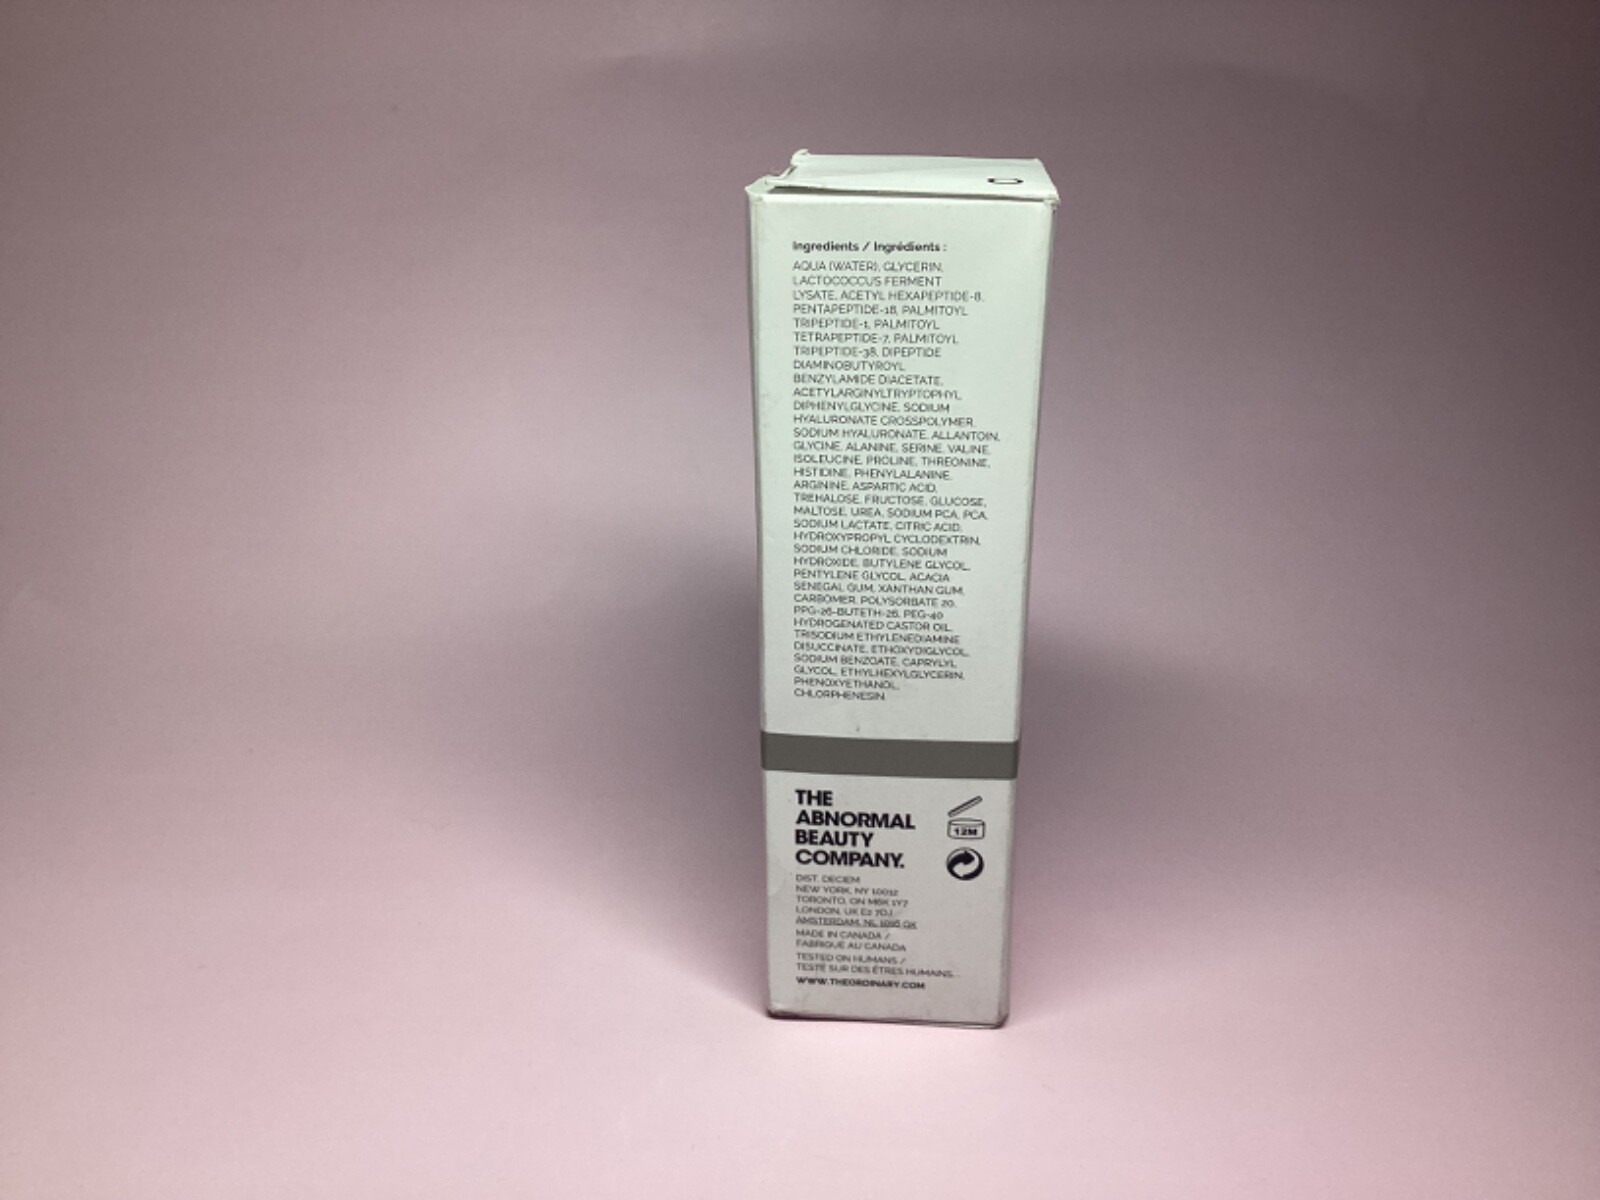 Ingredients / Ingrédients :
AQUA (WATER), GLYCERIN,
LACTOCOCCUS FERMENT
LYSATE, ACETYL HEXAPEPTIDE-8,
PENTAPEPTIDE-18, PALMITOYL
TRIPEPTIDE-1, PALMITOYL
TETRAPEPTIDE-7, PALMITOYL
TRIPEPTIDE-38, DIPEPTIDE
DIAMINOBUTYROYL
BENZYLAMIDE DIACETATE,
ACETYLARGINYLTRYPTOPHYL
DIPHENYLGLYCINE, SODIUM
HYALURONATE CROSSPOLYMER,
SODIUM HYALURONATE, ALLANTOIN,
GLYCINE, ALANINE, SERINE, VALINE,
ISOLEUCINE, PROLINE, THREONINE,
HISTIDINE, PHENYLALANINE,
ARGININE, ASPARTIC ACID,
TREHALOSE, FRUCTOSE, GLUCOSE,
MALTOSE, UREA, SODIUM PCA, PCA,
SODIUM LACTATE, CITRIC ACID,
HYDROXYPROPYL CYCLODEXTRIN,
SODIUM CHLORIDE, SODIUM
HYDROXIDE, BUTYLENE GLYCOL,
PENTYLENE GLYCOL, ACACIA
SENEGAL GUM, XANTHAN GUM,
CARBOMER, POLYSORBATE 20,
PPG-26-BUTETH-26, PEG-40
HYDROGENATED CASTOR OIL,
TRISODIUM ETHYLENEDIAMINE
DISUCCINATE, ETHOXYDIGLYCOL,
SODIUM BENZOATE, CAPRYLYL
GLYCOL, ETHYLHEXYLGLYCERIN,
PHENOXYETHANOL,
CHLORPHENESIN.
THE
ABNORMAL
BEAUTY
COMPANY.
12M
DIST. DECIEM
NEW YORK, NY 10012
TORONTO, ON M6K 1Y7
LONDON, UK E2 7DJ
AMSTERDAM, NL 1016 GK
MADE IN CANADA /
FABRIQUÉ AU CANADA
TESTED ON HUMANS /
TESTÉ SUR DES ÊTRES HUMAINS.
WWW.THEORDINARY.COM